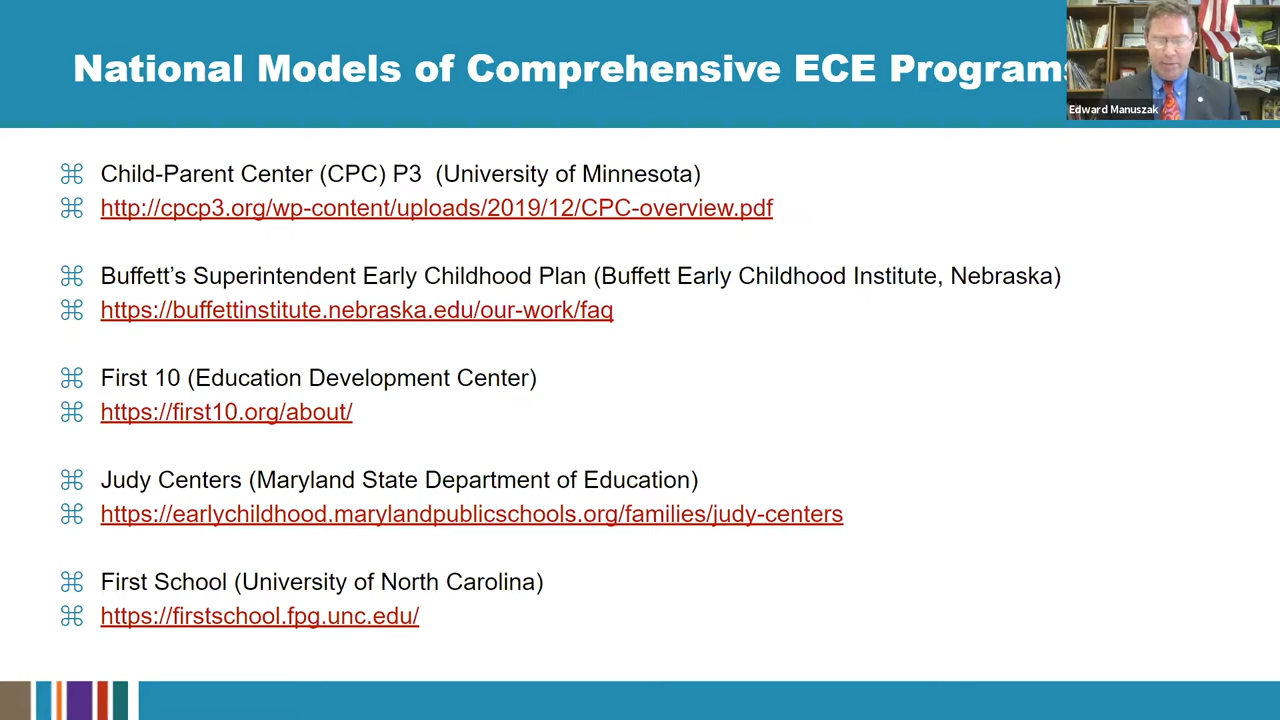 National Models of Comprehensive ECE Programs
Edward Manuszak
Child-Parent Center (CPC) P3 (University of Minnesota)
http://cpcp3.org/wp-content/uploads/2019/12/CPC-overview.pdf
Buffett’s Superintendent Early Childhood Plan (Buffett Early Childhood Institute, Nebraska)
https://buffettinstitute.nebraska.edu/our-work/faq
First 10 (Education Development Center)
https://first10.org/about/
Judy Centers (Maryland State Department of Education)
https://earlychildhood.marylandpublicschools.org/families/judy-centers
First School (University of North Carolina)
https://firstschool.fpg.unc.edu/